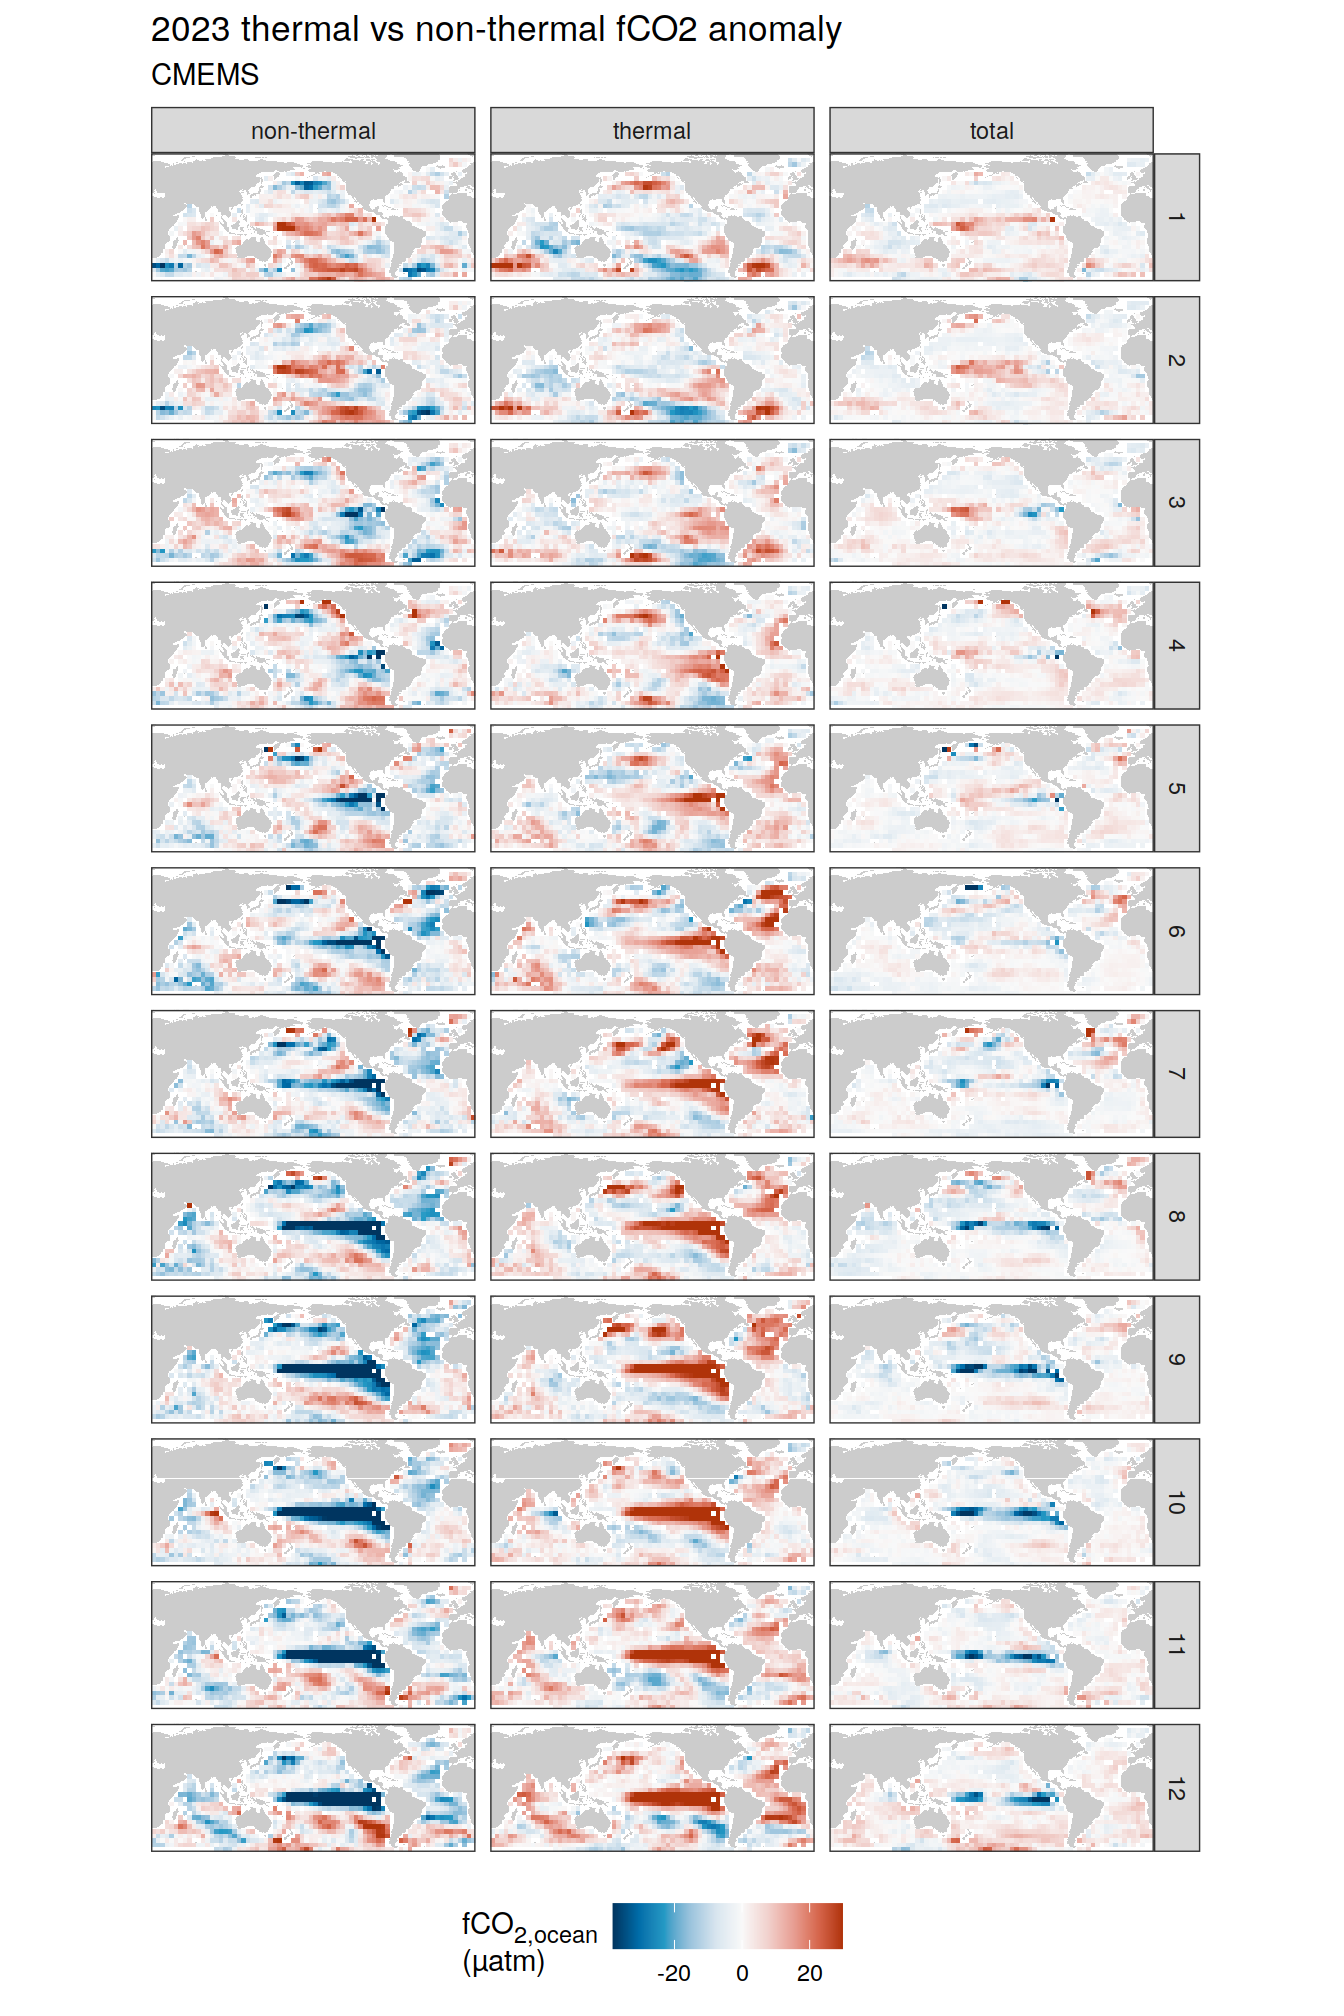 2023 thermal vs non-thermal fCO2 anomaly
CMEMS
non-thermal thermal total
1
2
3
4
5
6
7
8
9
10
11
12
fCO2,ocean
(µatm)
-20 0 20